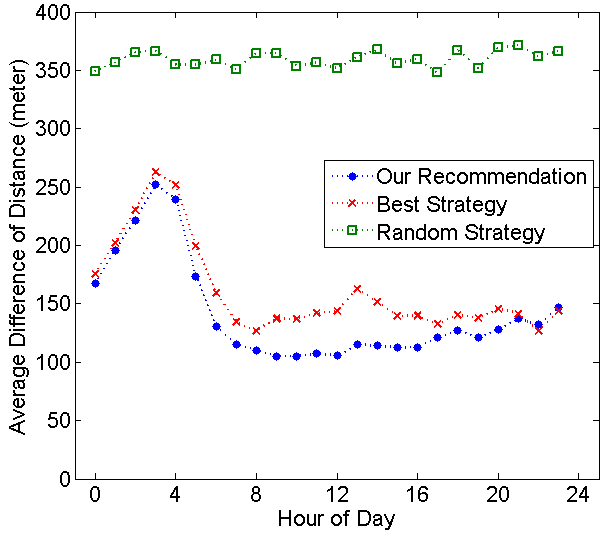 400
350
300
250
200
150
100
50
0
Average Difference of Distance (meter)
Our Recommendation
Best Strategy
Random Strategy
0 4 8 12 16 20 24
Hour of Day